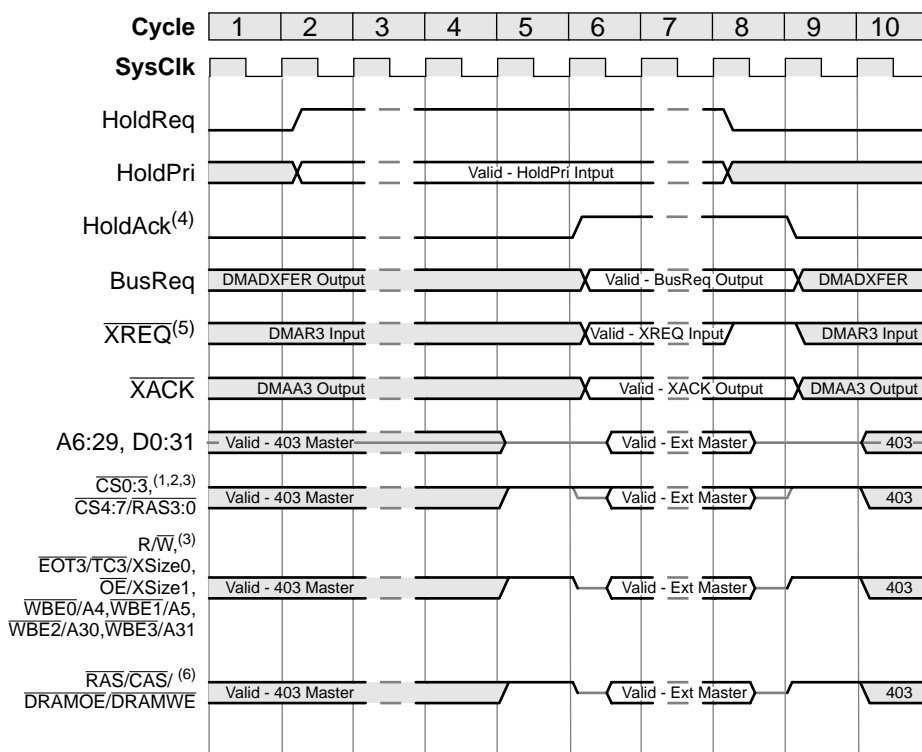 Cycle 1 2 3 4 5 6 7 8 9 10
SysClk
HoldReq
HoldPri Valid - HoldPri Intput
HoldAck(4)
BusReq DMADXFER Output Valid - BusReq Output DMADXFER
XREQ(5) DMAR3 Input Valid - XREQ Input DMAR3 Input
XACK DMAA3 Output Valid - XACK Output DMAA3 Output
A6:29, D0:31 Valid - 403 Master Valid - Ext Master 403
CS0:3,(1,2,3)
CS4:7/RAS3:0 Valid - 403 Master Valid - Ext Master 403
R/W,(3)
EOT3/TC3/XSize0,
OE/XSize1, Valid - 403 Master Valid - Ext Master 403
WBE0/A4,WBE1/A5,
WBE2/A30,WBE3/A31
RAS/CAS/ (6)
DRAMOE/DRAMWE Valid - 403 Master Valid - Ext Master 403